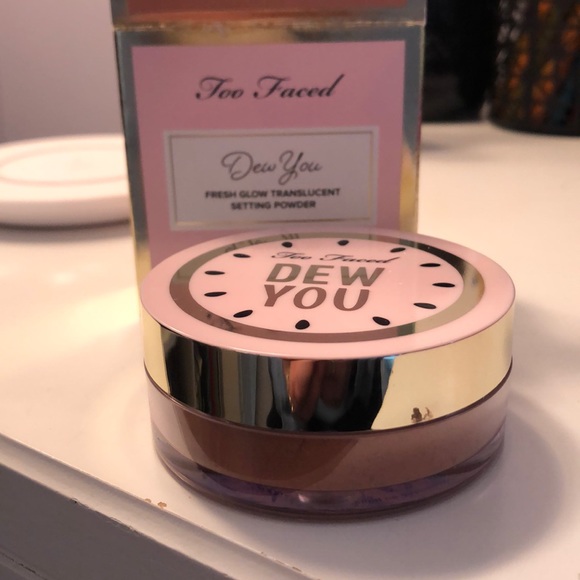 Too Faced
Dew You
FRESH GLOW TRANSLUCENT
SETTING POWDER
Too Faced
DEW
YOU